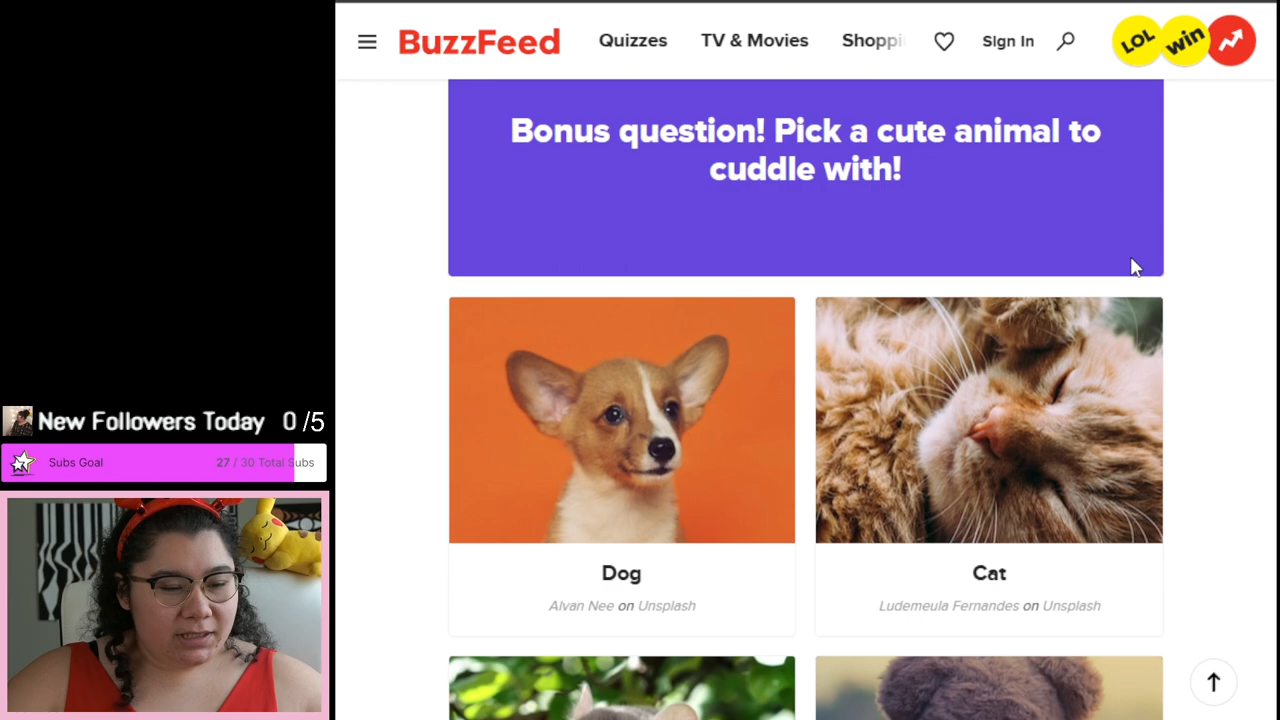 BuzzFeed
Quizzes
TV & Movies
Shoppi
Sign In
LOL
win
Bonus question! Pick a cute animal to
cuddle with!
Dog
Alvan Nee on Unsplash
Cat
Ludemeula Fernandes on Unsplash
New Followers Today 0 /5
Subs Goal
27 / 30 Total Subs